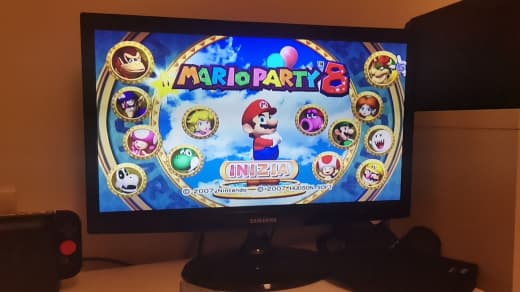 MARIO PARTY 8
INIZIA
© 2007 Nintendo © 2007 HUDSON SOFT
SAMSUNG